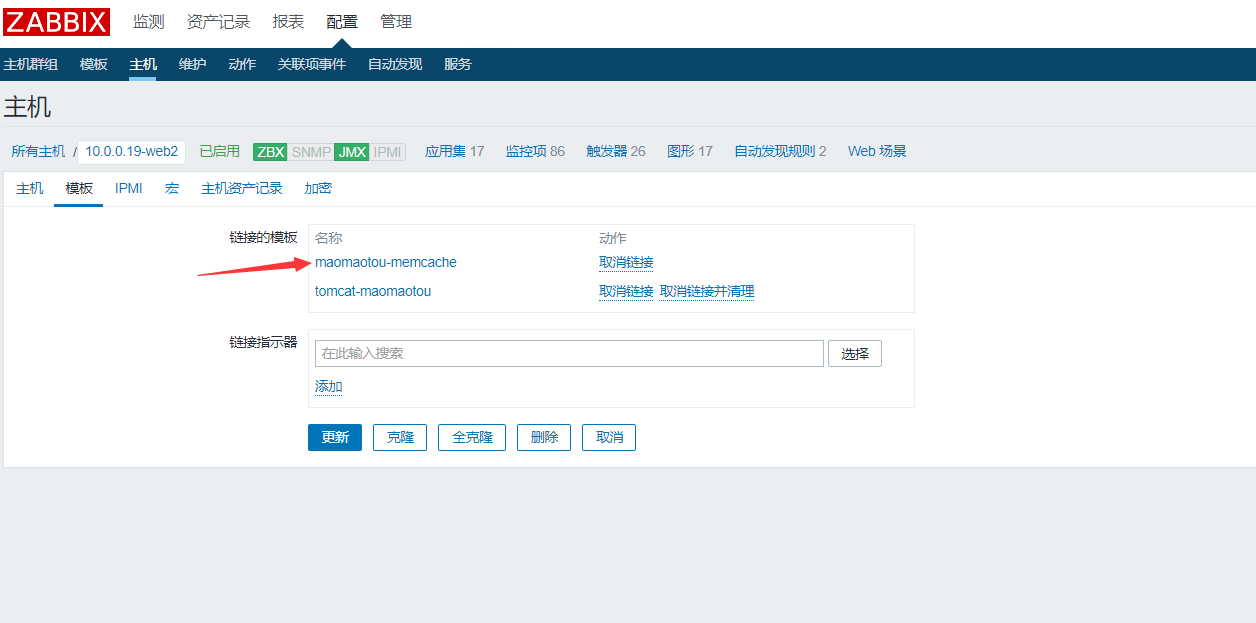 ZABBIX 监测 资产记录 报表 配置 管理
主机群组 模板 主机 维护 动作 关联项事件 自动发现 服务
主机
所有主机 / 10.0.0.19-web2 已启用 ZBX SNMP JMX IPMI 应用集 17 监控项 86 触发器 26 图形 17 自动发现规则 2 Web 场景
主机 模板 IPMI 宏 主机资产记录 加密
链接的模板 名称 动作
maomaotou-memcache 取消链接
tomcat-maomaotou 取消链接 取消链接并清理
链接指示器 在此输入搜索 选择
添加
更新 克隆 全克隆 删除 取消